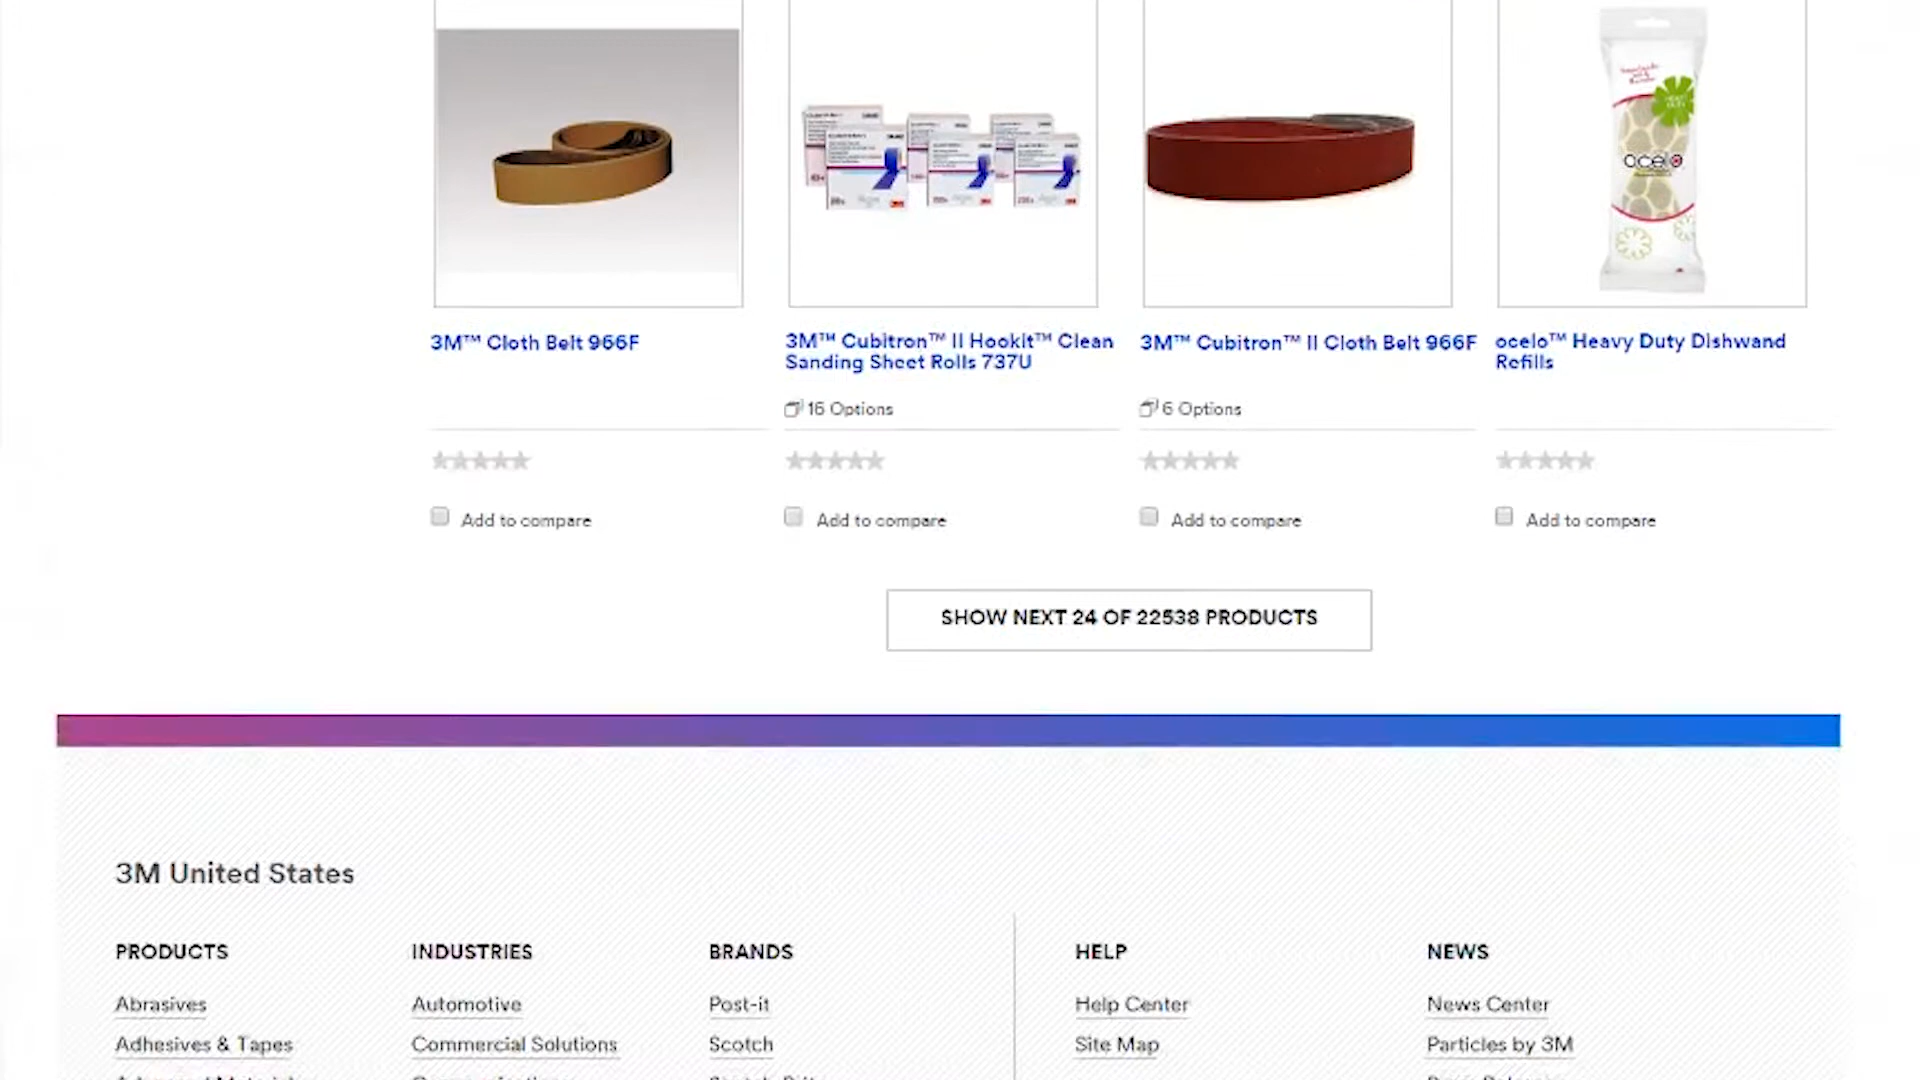 ocelo
3M™ Cloth Belt 966F
3M™ Cubitron™ II Hookit™ Clean
Sanding Sheet Rolls 737U
3M™ Cubitron™ II Cloth Belt 966F
ocelo™ Heavy Duty Dishwand
Refills
16 Options
6 Options
Add to compare
Add to compare
Add to compare
Add to compare
SHOW NEXT 24 OF 22538 PRODUCTS
3M United States
PRODUCTS
Abrasives
Adhesives & Tapes
INDUSTRIES
Automotive
Commercial Solutions
BRANDS
Post-it
Scotch
HELP
Help Center
Site Map
NEWS
News Center
Particles by 3M